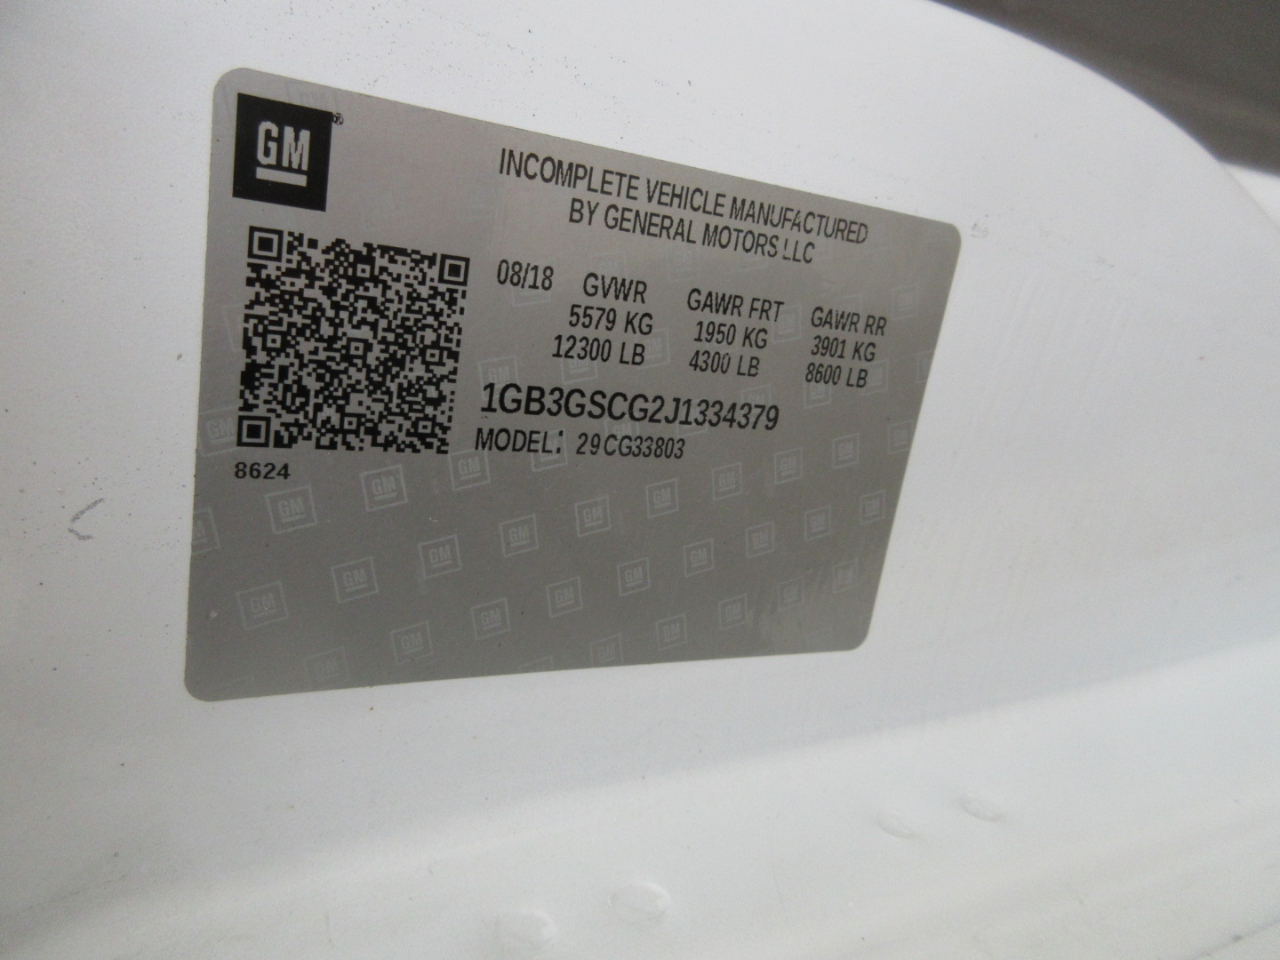 GM
INCOMPLETE VEHICLE MANUFACTURED
BY GENERAL MOTORS LLC
08/18 GVWR GAWR FRT GAWR RR
5579 KG 1950 KG 3901 KG
12300 LB 4300 LB 8600 LB
1GB3GSCG2J1334379
MODEL: 29CG33803
8624